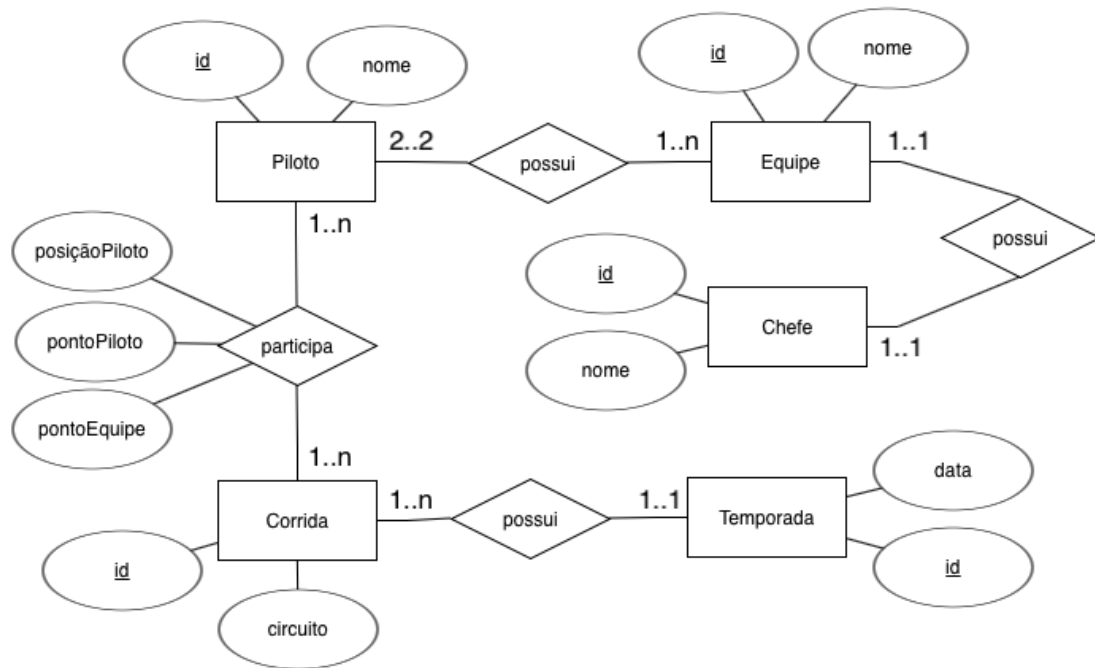 id
nome
id
nome
Piloto
2..2
possui
1..n
Equipe
1..1
1..n
possui
posiçãoPiloto
id
pontoPiloto
participa
Chefe
1..1
nome
pontoEquipe
1..n
1..n
possui
1..1
data
Corrida
Temporada
id
id
circuito